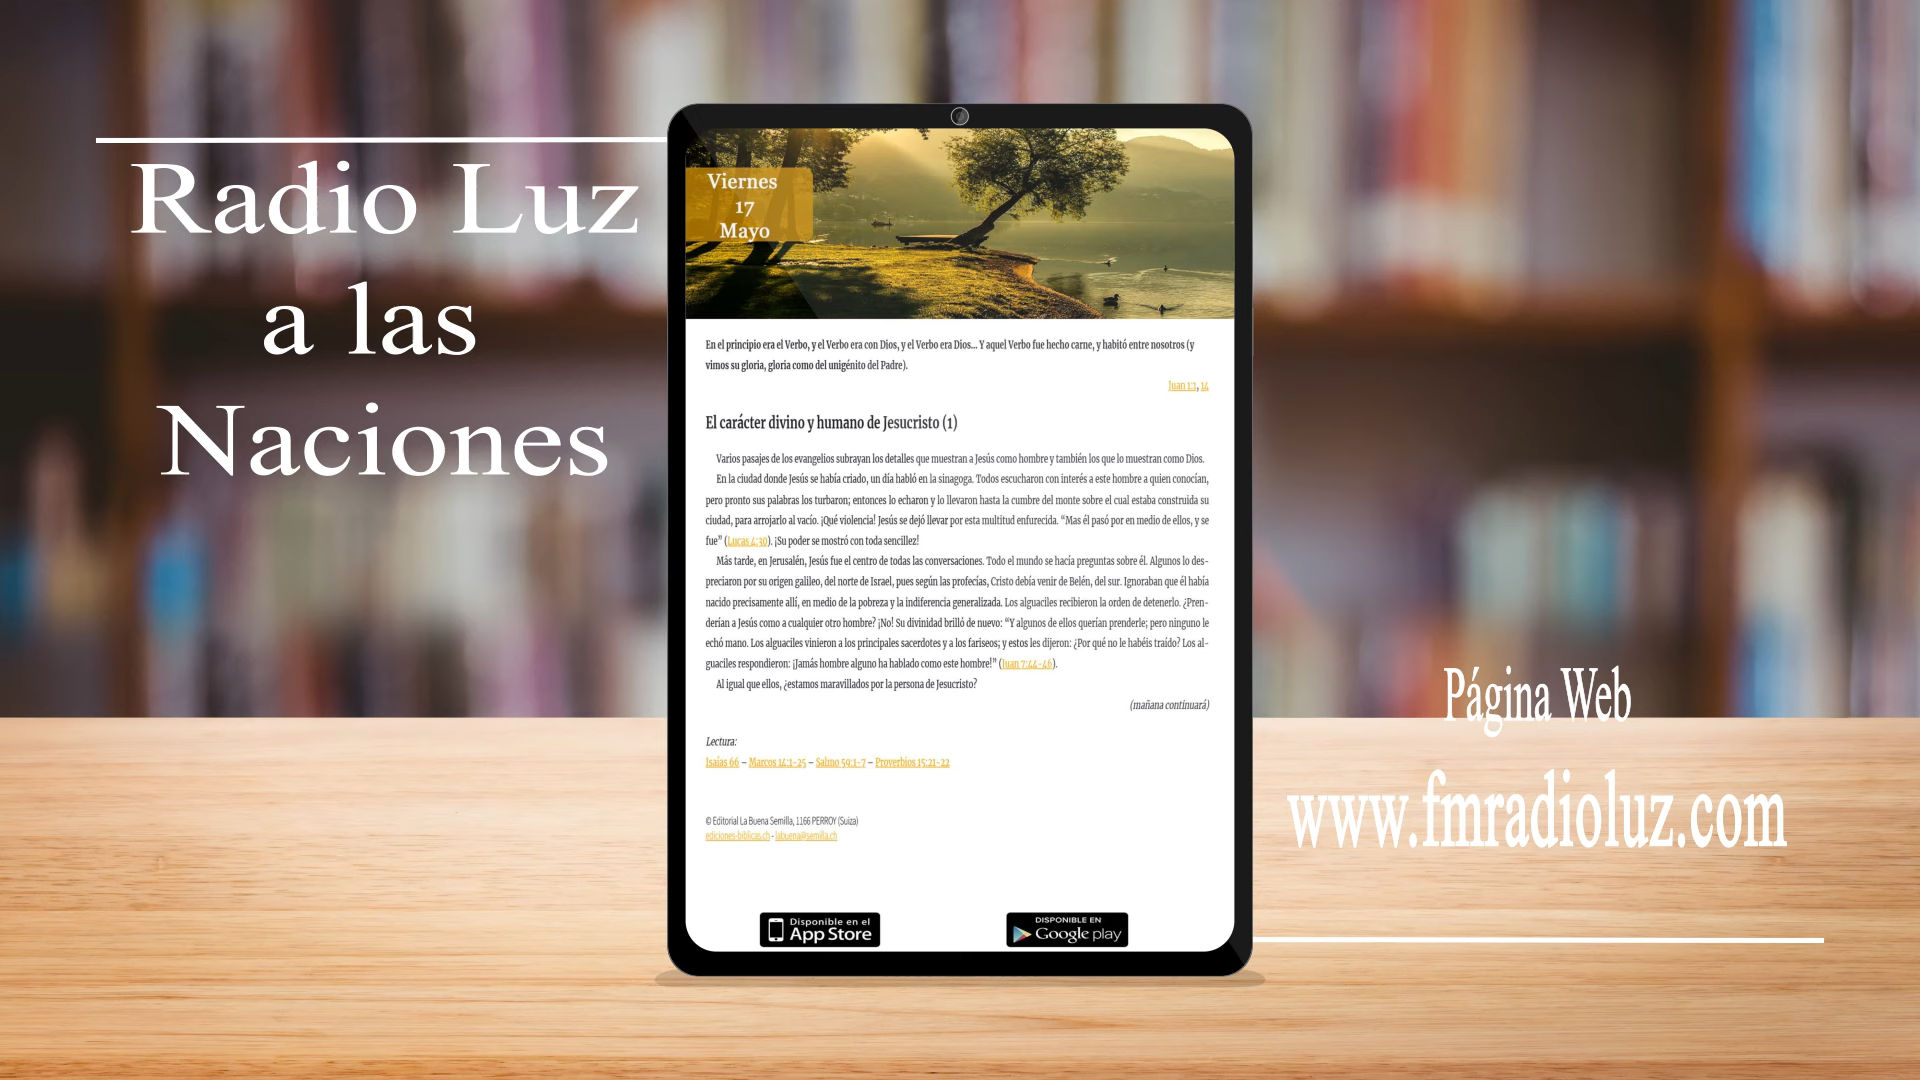 Radio Luz
a las
Naciones
Viernes
17
Mayo
En el principio era el Verbo, y el Verbo era con Dios, y el Verbo era Dios... Y aquel Verbo fue hecho carne, y habitó entre nosotros (y
vimos su gloria, gloria como del unigénito del Padre).
Juan 1:1, 14
El carácter divino y humano de Jesucristo (1)
Varios pasajes de los evangelios subrayan los detalles que muestran a Jesús como hombre y también los que lo muestran como Dios.
En la ciudad donde Jesús se había criado, un día habló en la sinagoga. Todos escucharon con interés a este hombre a quien conocían,
pero pronto sus palabras los turbaron; entonces lo echaron y lo llevaron hasta la cumbre del monte sobre el cual estaba construida su
ciudad, para arrojarlo al vacío. ¡Qué violencia! Jesús se dejó llevar por esta multitud enfurecida. “Mas él pasó por en medio de ellos, y se
fue” (Lucas 4:30). ¡Su poder se mostró con toda sencillez!
Más tarde, en Jerusalén, Jesús fue el centro de todas las conversaciones. Todo el mundo se hacía preguntas sobre él. Algunos lo des-
preciaron por su origen galileo, del norte de Israel, pues según las profecías, Cristo debía venir de Belén, del sur. Ignoraban que él había
nacido precisamente allí, en medio de la pobreza y la indiferencia generalizada. Los alguaciles recibieron la orden de detenerlo. ¿Pren-
derían a Jesús como a cualquier otro hombre? ¡No! Su divinidad brilló de nuevo: “Y algunos de ellos querían prenderle; pero ninguno le
echó mano. Los alguaciles vinieron a los principales sacerdotes y a los fariseos; y estos les dijeron: ¿Por qué no le habéis traído? Los al-
guaciles respondieron: ¡Jamás hombre alguno ha hablado como este hombre!” (Juan 7:44-46).
Al igual que ellos, ¿estamos maravillados por la persona de Jesucristo?
(mañana continuará)
Lectura:
Isaías 66 – Marcos 14:1-25 – Salmo 59:1-7 – Proverbios 15:21-22
© Editorial La Buena Semilla, 1166 PERROY (Suiza)
ediciones-biblicas.ch - labuena@semilla.ch
Disponible en el
App Store
DISPONIBLE EN
Google play
Página Web
www.fmradioluz.com